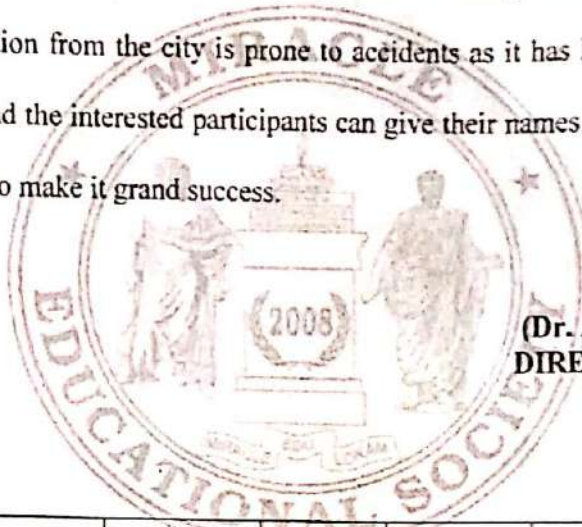 tion from the city is prone to accidents as it has
d the interested participants can give their names
o make it grand success.
MIRACLE
2008
(Dr.
DIRE
EDUCATIONAL SOCIETY